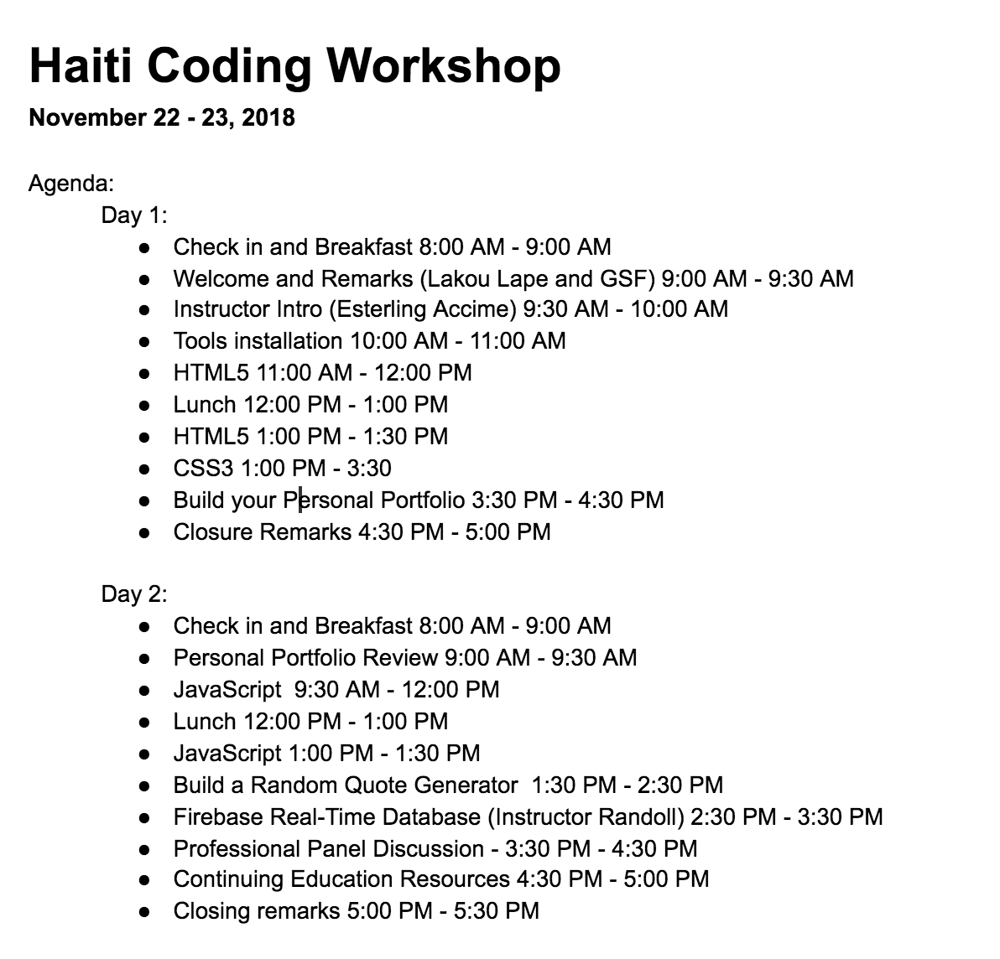 Haiti Coding Workshop
November 22 - 23, 2018
Agenda:
Day 1:
● Check in and Breakfast 8:00 AM - 9:00 AM
● Welcome and Remarks (Lakou Lape and GSF) 9:00 AM - 9:30 AM
● Instructor Intro (Esterling Accime) 9:30 AM - 10:00 AM
● Tools installation 10:00 AM - 11:00 AM
● HTML5 11:00 AM - 12:00 PM
● Lunch 12:00 PM - 1:00 PM
● HTML5 1:00 PM - 1:30 PM
● CSS3 1:00 PM - 3:30
● Build your Personal Portfolio 3:30 PM - 4:30 PM
● Closure Remarks 4:30 PM - 5:00 PM
Day 2:
● Check in and Breakfast 8:00 AM - 9:00 AM
● Personal Portfolio Review 9:00 AM - 9:30 AM
● JavaScript  9:30 AM - 12:00 PM
● Lunch 12:00 PM - 1:00 PM
● JavaScript 1:00 PM - 1:30 PM
● Build a Random Quote Generator  1:30 PM - 2:30 PM
● Firebase Real-Time Database (Instructor Randoll) 2:30 PM - 3:30 PM
● Professional Panel Discussion - 3:30 PM - 4:30 PM
● Continuing Education Resources 4:30 PM - 5:00 PM
● Closing remarks 5:00 PM - 5:30 PM